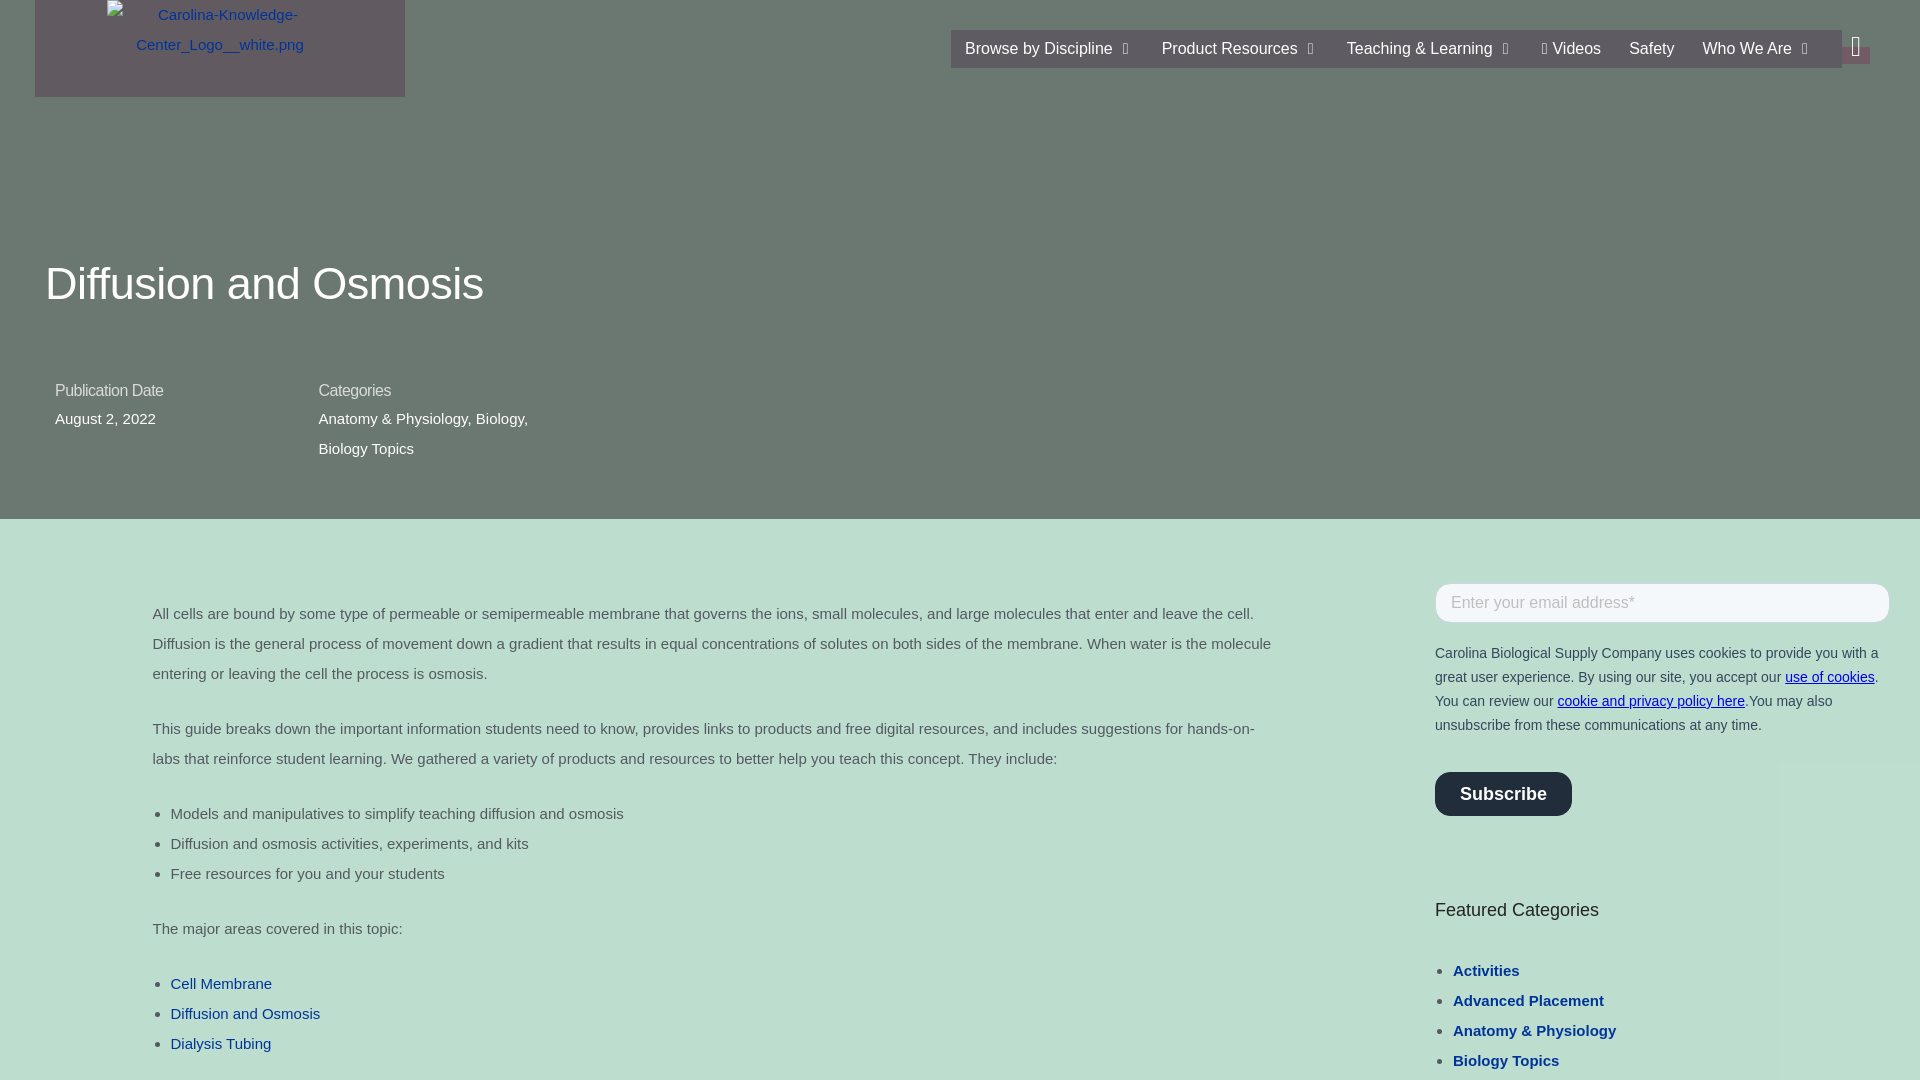 Carolina-Knowledge-
Center_Logo__white.png
Browse by Discipline
Product Resources
Teaching & Learning
Videos
Safety
Who We Are
Diffusion and Osmosis
Publication Date
August 2, 2022
Categories
Anatomy & Physiology, Biology,
Biology Topics
All cells are bound by some type of permeable or semipermeable membrane that governs the ions, small molecules, and large molecules that enter and leave the cell.
Diffusion is the general process of movement down a gradient that results in equal concentrations of solutes on both sides of the membrane. When water is the molecule
entering or leaving the cell the process is osmosis.
This guide breaks down the important information students need to know, provides links to products and free digital resources, and includes suggestions for hands-on-
labs that reinforce student learning. We gathered a variety of products and resources to better help you teach this concept. They include:
Models and manipulatives to simplify teaching diffusion and osmosis
Diffusion and osmosis activities, experiments, and kits
Free resources for you and your students
The major areas covered in this topic:
Cell Membrane
Diffusion and Osmosis
Dialysis Tubing
Enter your email address*
Carolina Biological Supply Company uses cookies to provide you with a
great user experience. By using our site, you accept our use of cookies.
You can review our cookie and privacy policy here.You may also
unsubscribe from these communications at any time.
Subscribe
Featured Categories
Activities
Advanced Placement
Anatomy & Physiology
Biology Topics